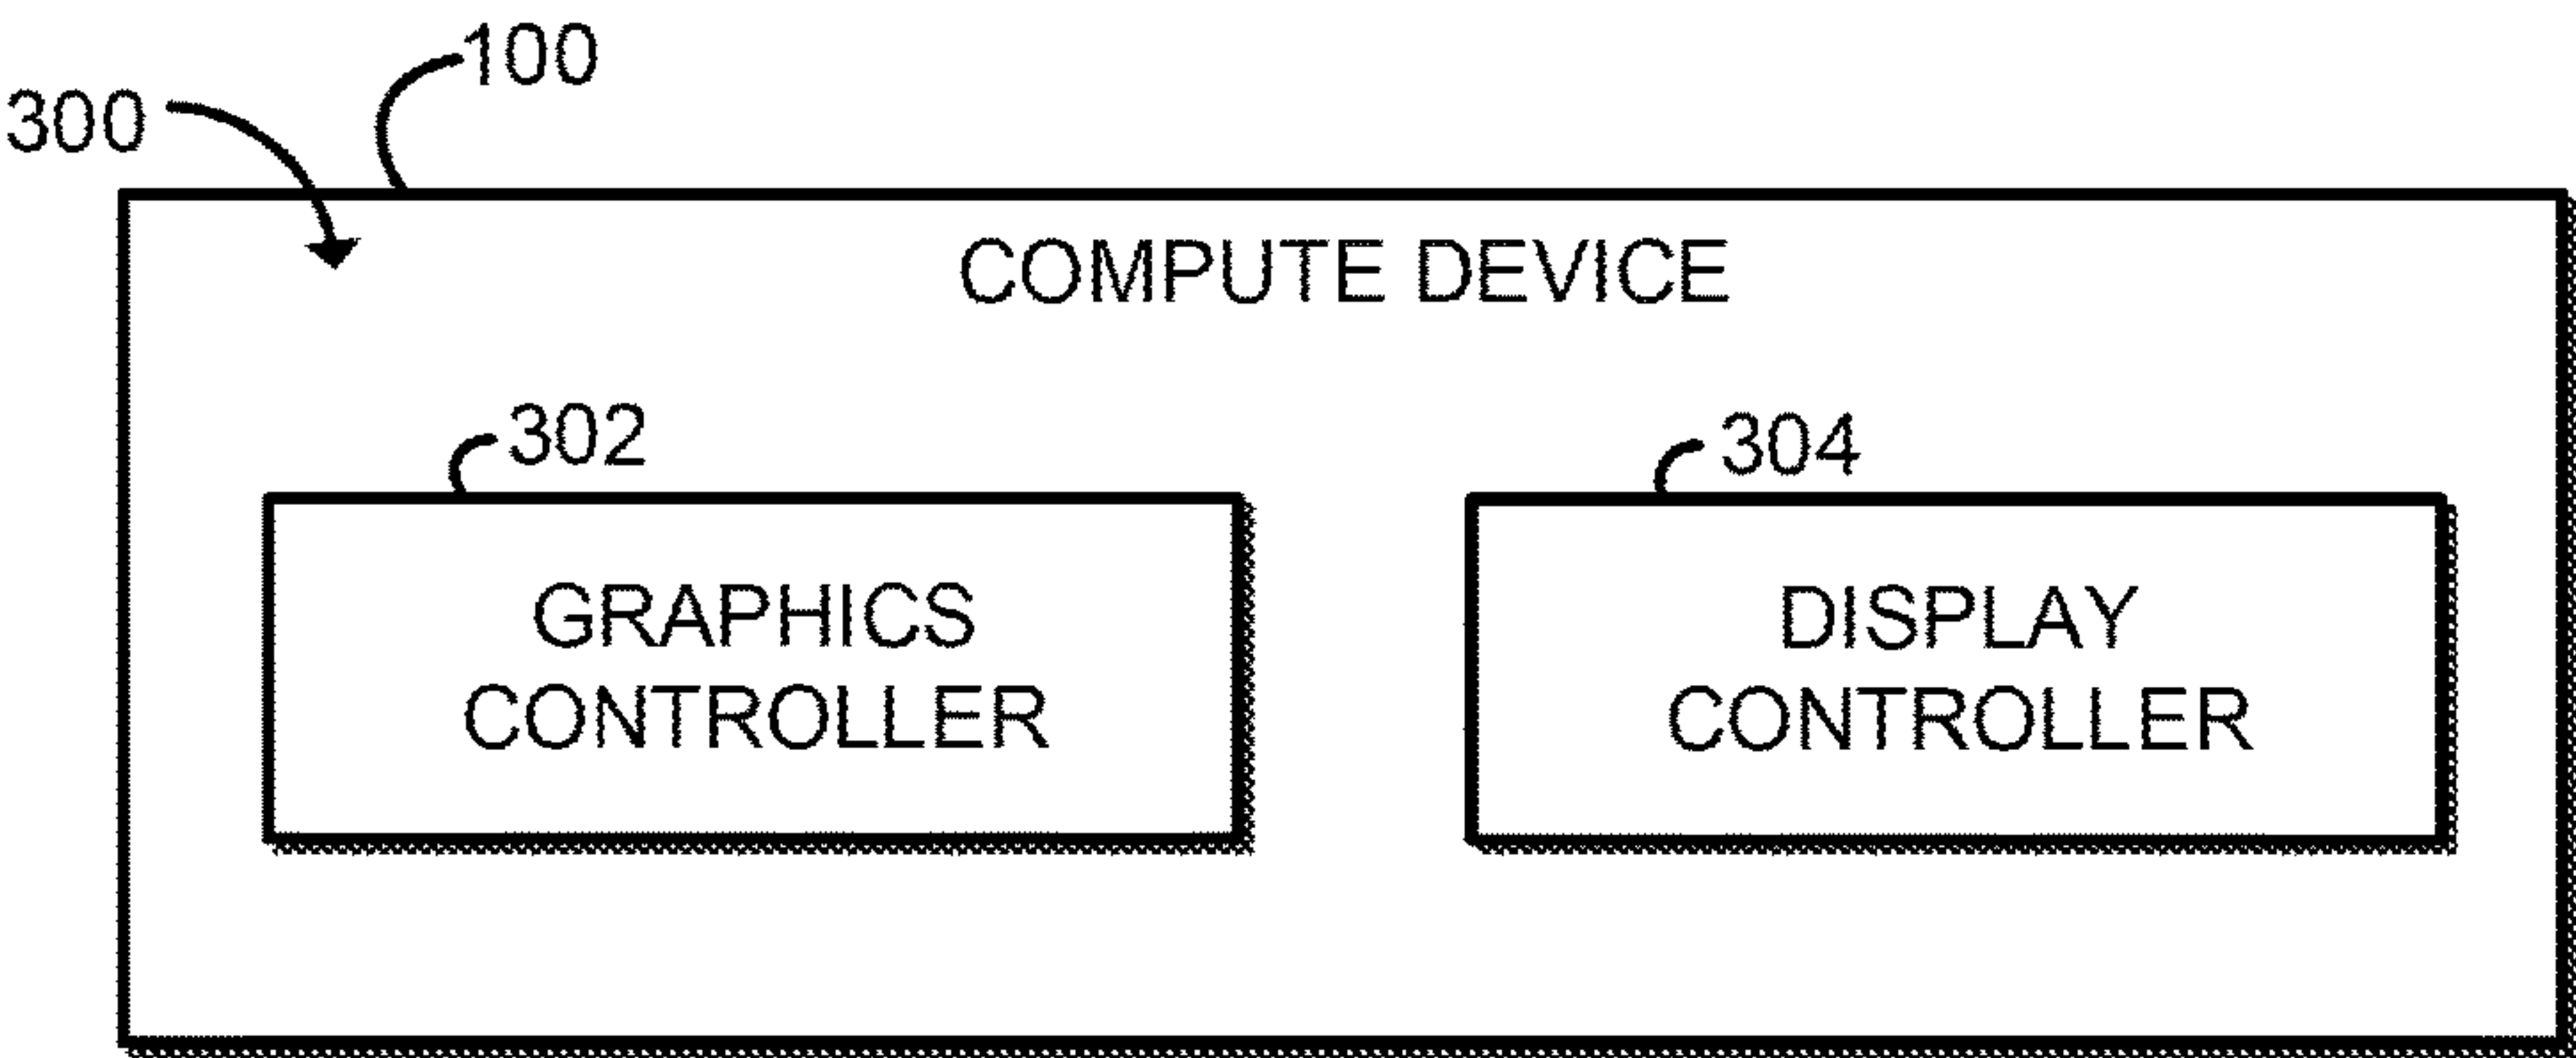 100
300
COMPUTE DEVICE
302
304
GRAPHICS
CONTROLLER
DISPLAY
CONTROLLER